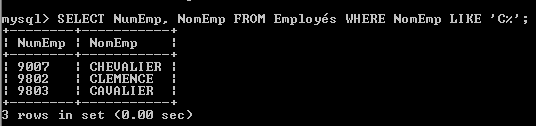 mysql> SELECT NumEmp, NomEmp FROM Employés WHERE NomEmp LIKE 'C%';
+--------+-----------+
| NumEmp | NomEmp    |
+--------+-----------+
| 9007   | CHEVALIER |
| 9802   | CLEMENCE  |
| 9803   | CAVALIER  |
+--------+-----------+
3 rows in set (0.00 sec)